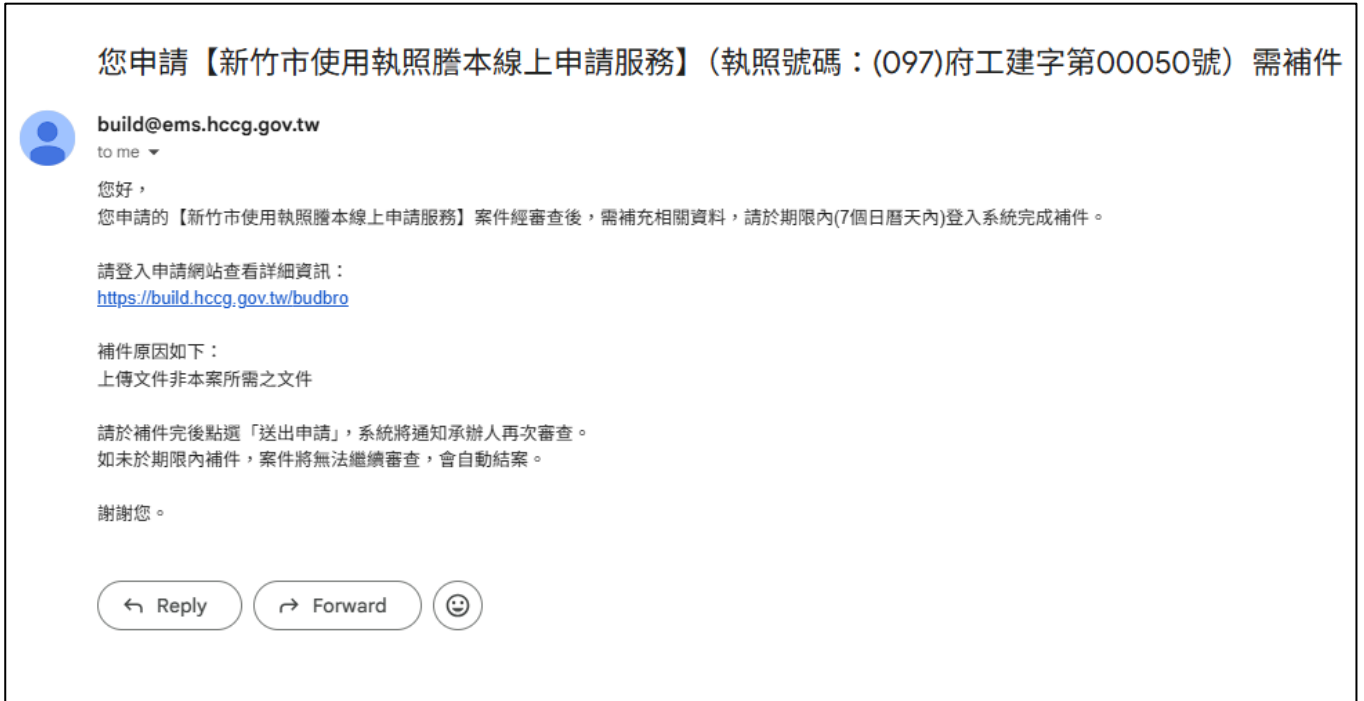 您申請【新竹市使用執照謄本線上申請服務】（執照號碼：(097)府工建字第00050號）需補件
build@ems.hccg.gov.tw
to me
您好，
您申請的【新竹市使用執照謄本線上申請服務】案件經審查後，需補充相關資料，請於期限內(7個日曆天內)登入系統完成補件。
請登入申請網站查看詳細資訊：
https://build.hccg.gov.tw/budbro
補件原因如下：
上傳文件非本案所需之文件
請於補件完後點選「送出申請」，系統將通知承辦人再次審查。
如未於期限內補件，案件將無法繼續審查，會自動結案。
謝謝您。
Reply
Forward